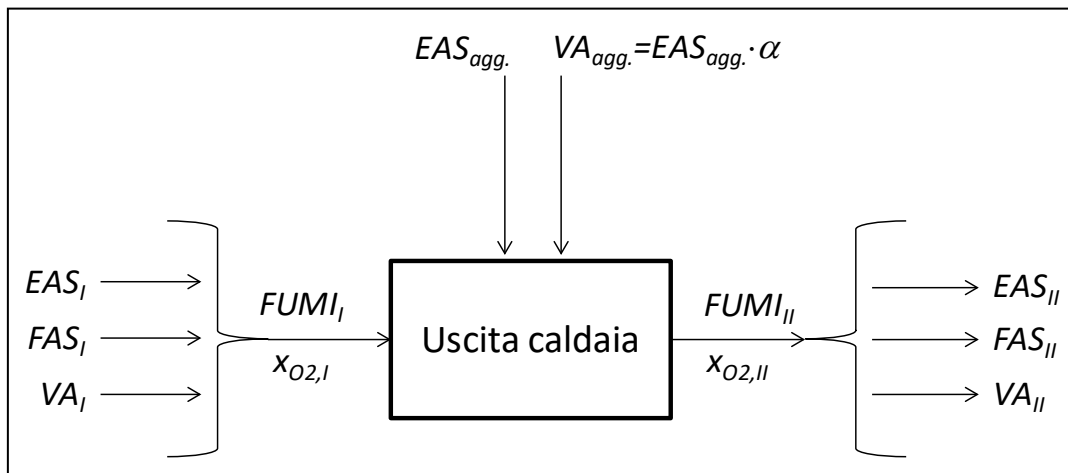 EAS_agg. VA_agg.=EAS_agg.·α
EAS_I
FAS_I
VA_I
FUMI_I
x_O2,I
Uscita caldaia
FUMI_II
x_O2,II
EAS_II
FAS_II
VA_II